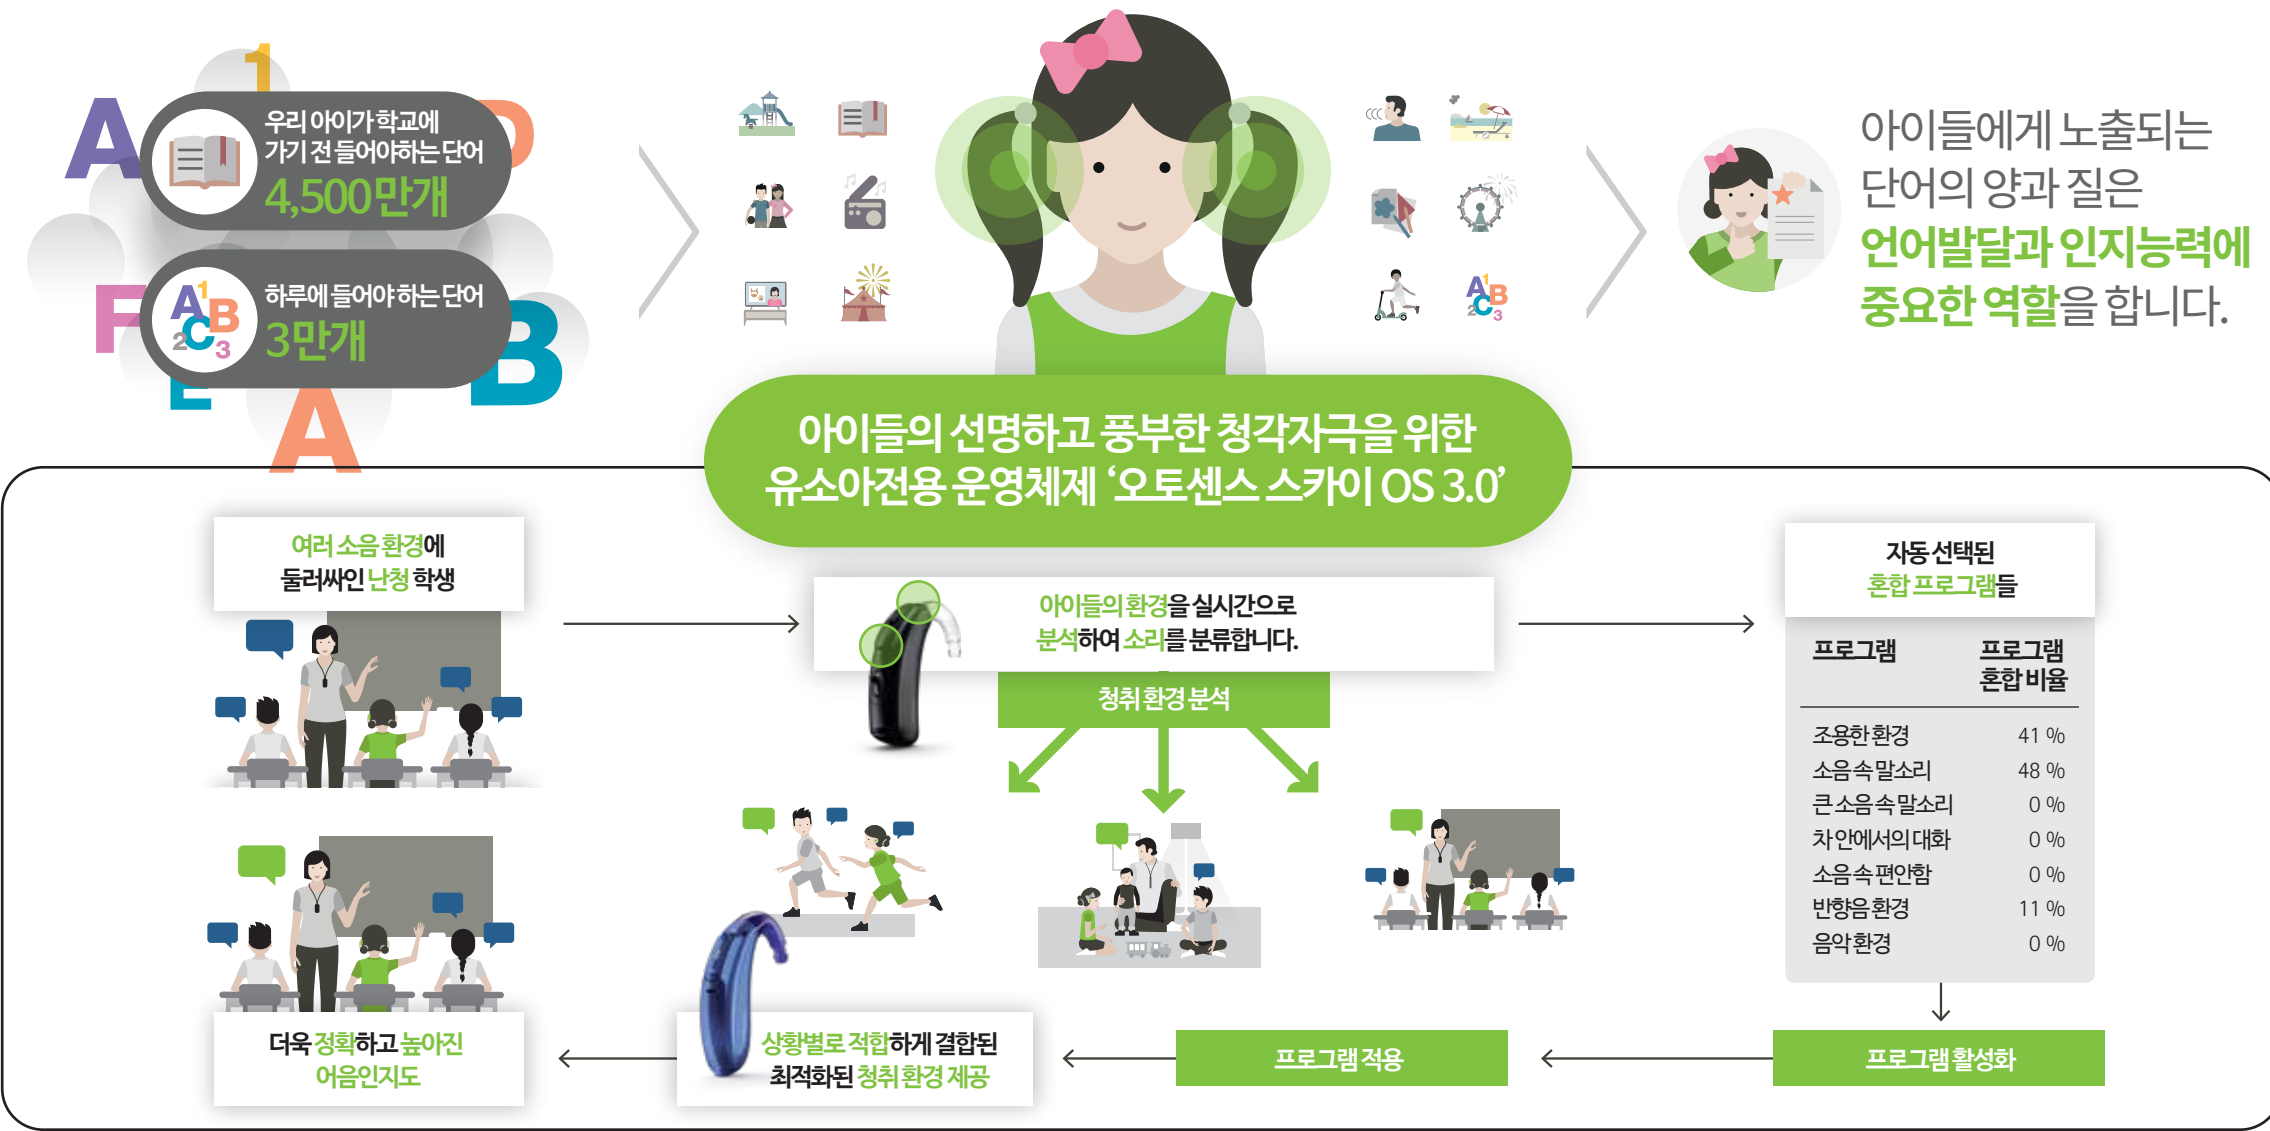 우리 아이가 학교에
가기 전 들어야하는 단어
4,500만개
하루에 들어야 하는 단어
3만개
아이들에게 노출되는
단어의 양과 질은
언어발달과 인지능력에
중요한 역할을 합니다.
아이들의 선명하고 풍부한 청각자극을 위한
유소아전용 운영체제 ‘오토센스 스카이 OS 3.0’
여러 소음 환경에
둘러싸인 난청 학생
아이들의 환경을 실시간으로
분석하여 소리를 분류합니다.
청취 환경 분석
자동 선택된
혼합 프로그램들
프로그램 프로그램
혼합 비율
조용한 환경 41 %
소음 속 말소리 48 %
큰 소음 속 말소리 0 %
차 안에서의 대화 0 %
소음 속 편안함 0 %
반향음 환경 11 %
음악 환경 0 %
프로그램 활성화
프로그램 적용
상황별로 적합하게 결합된
최적화된 청취 환경 제공
더욱 정확하고 높아진
어음인지도